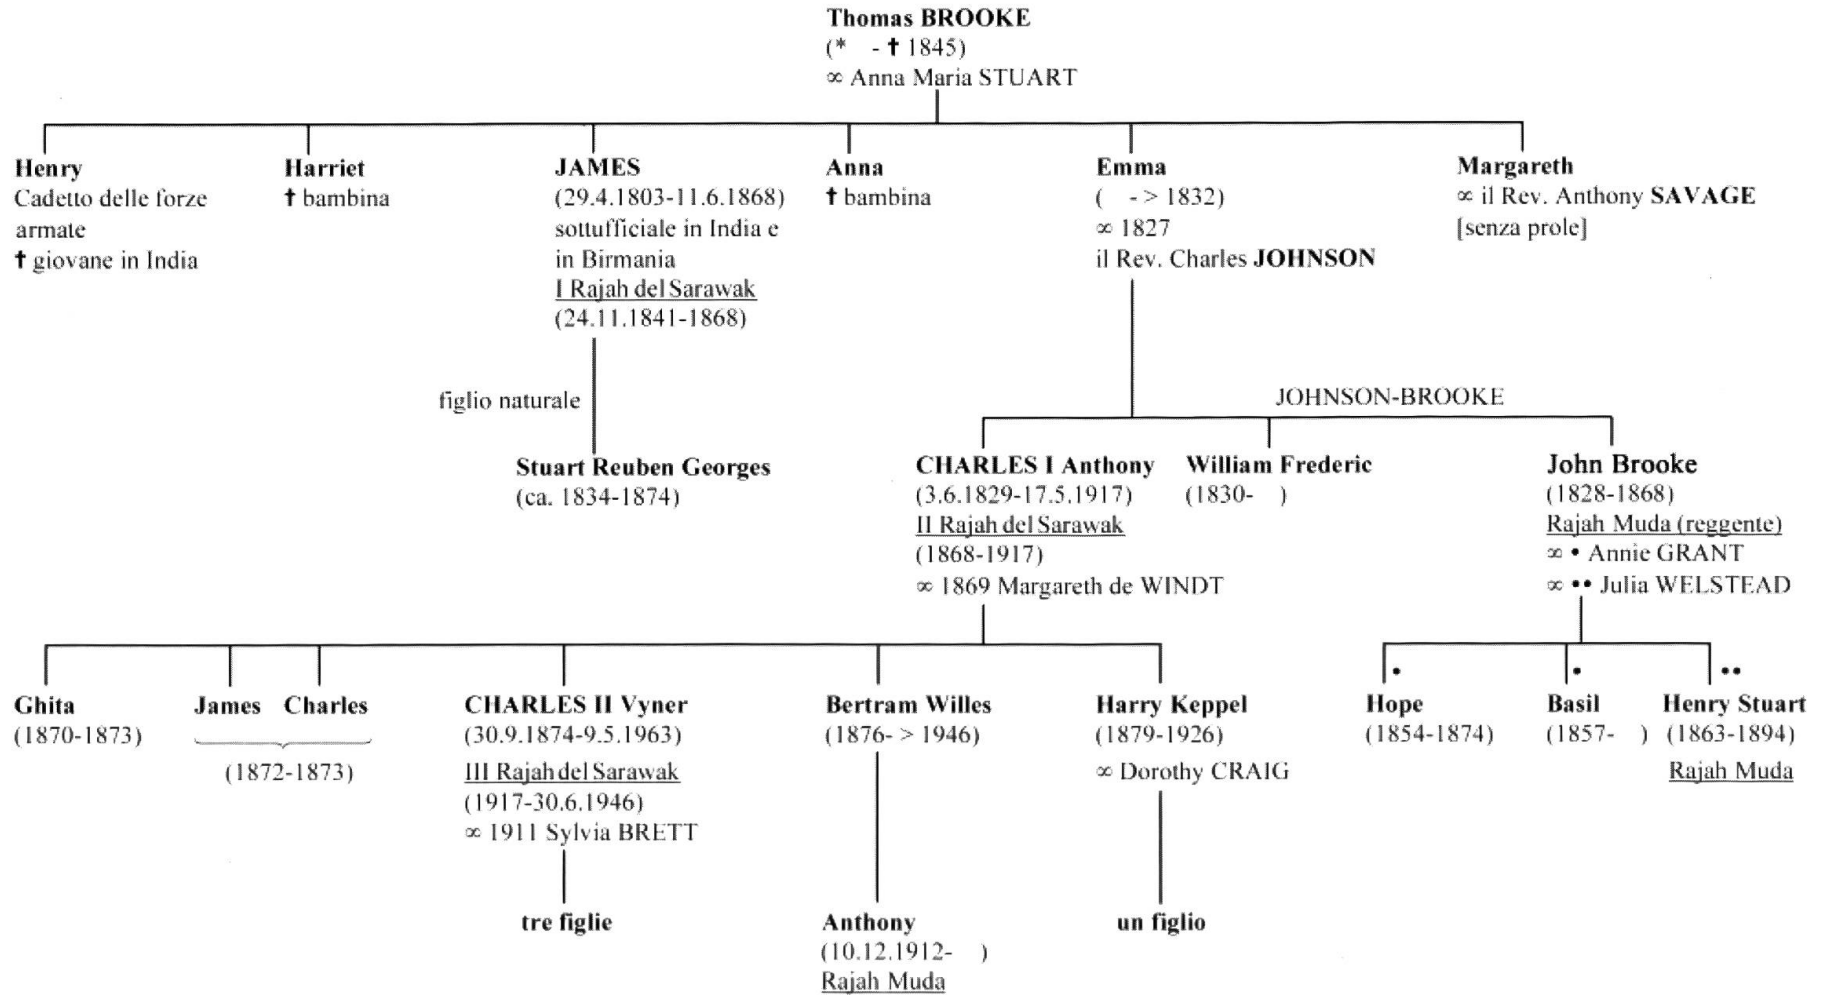 Thomas BROOKE
(* - † 1845)
∞ Anna Maria STUART
Henry
Cadetto delle forze
armate
† giovane in India
Harriet
† bambina
JAMES
(29.4.1803-11.6.1868)
sottufficiale in India e
in Birmania
I Rajah del Sarawak
(24.11.1841-1868)
Anna
† bambina
Emma
( - > 1832)
∞ 1827
il Rev. Charles JOHNSON
Margareth
∞ il Rev. Anthony SAVAGE
[senza prole]
figlio naturale
JOHNSON-BROOKE
Stuart Reuben Georges
(ca. 1834-1874)
CHARLES I Anthony
(3.6.1829-17.5.1917)
II Rajah del Sarawak
(1868-1917)
∞ 1869 Margareth de WINDT
William Frederic
(1830- )
John Brooke
(1828-1868)
Rajah Muda (reggente)
∞ • Annie GRANT
∞ •• Julia WELSTEAD
Ghita
(1870-1873)
James Charles
(1872-1873)
CHARLES II Vyner
(30.9.1874-9.5.1963)
III Rajah del Sarawak
(1917-30.6.1946)
∞ 1911 Sylvia BRETT
Bertram Willes
(1876- > 1946)
Harry Keppel
(1879-1926)
∞ Dorothy CRAIG
•
Hope
(1854-1874)
•
Basil
(1857- )
••
Henry Stuart
(1863-1894)
Rajah Muda
tre figlie
Anthony
(10.12.1912- )
Rajah Muda
un figlio